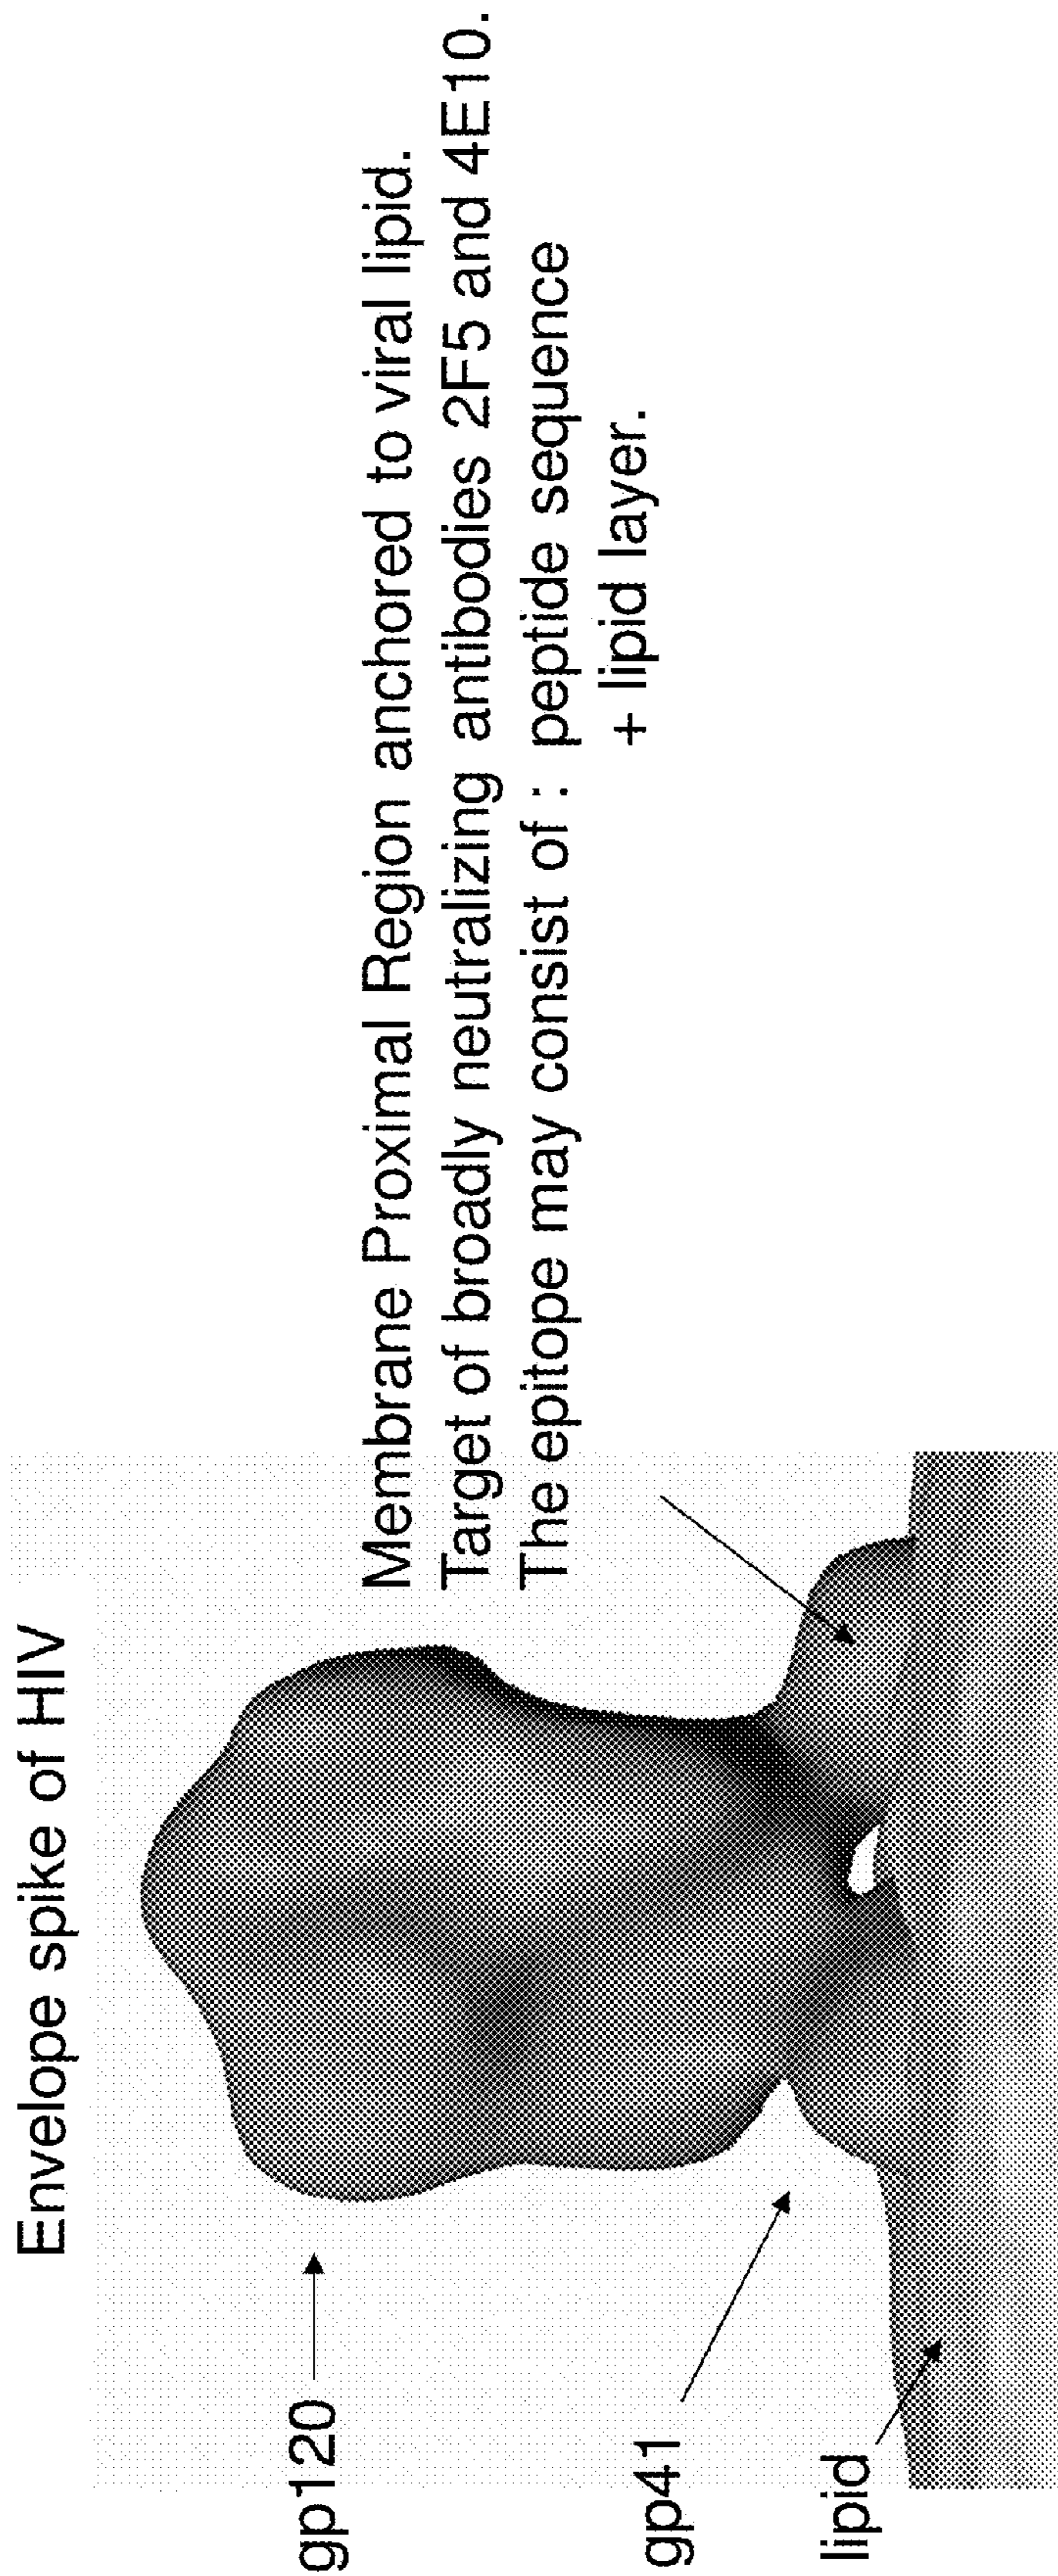 Envelope spike of HIV
gp120
gp41
lipid
Membrane Proximal Region anchored to viral lipid.
Target of broadly neutralizing antibodies 2F5 and 4E10.
The epitope may consist of : peptide sequence
+ lipid layer.